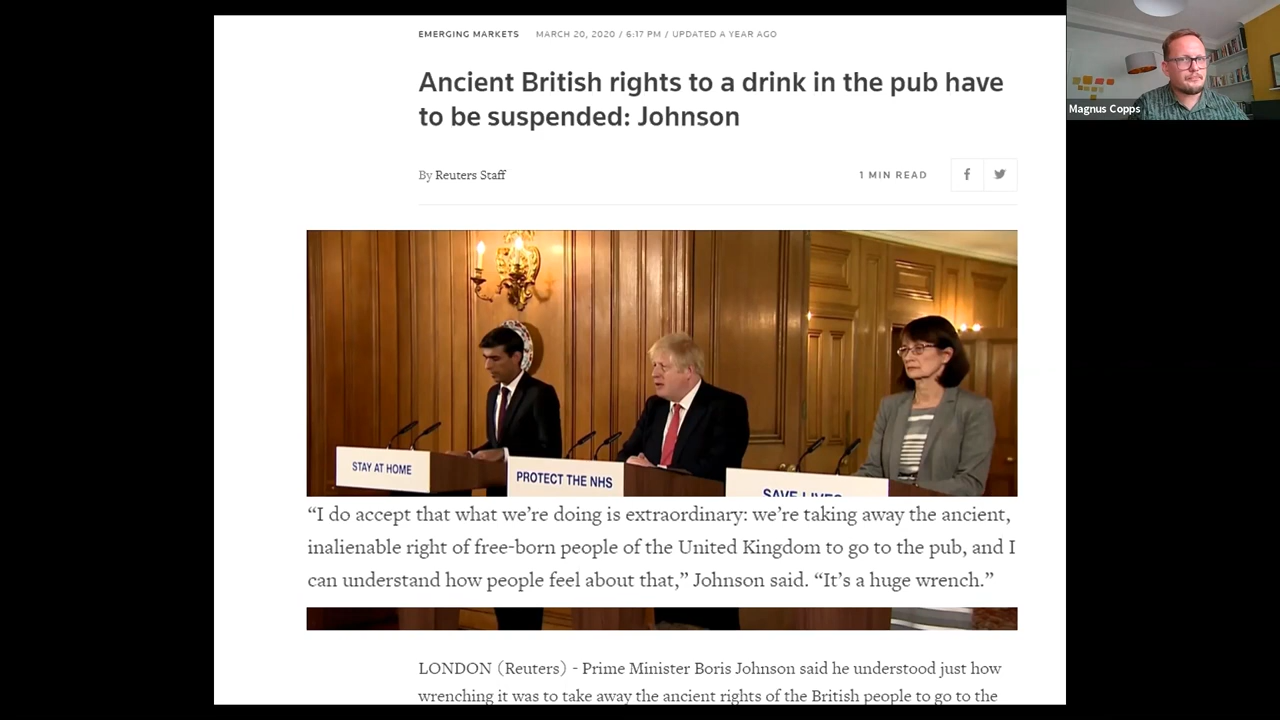 EMERGING MARKETS MARCH 20, 2020 / 6:17 PM / UPDATED A YEAR AGO
Ancient British rights to a drink in the pub have
to be suspended: Johnson
By Reuters Staff
1 MIN READ
Magnus Copps
STAY AT HOME
PROTECT THE NHS
SAVE LIVES
“I do accept that what we’re doing is extraordinary: we’re taking away the ancient,
inalienable right of free-born people of the United Kingdom to go to the pub, and I
can understand how people feel about that,” Johnson said. “It’s a huge wrench.”
LONDON (Reuters) - Prime Minister Boris Johnson said he understood just how
wrenching it was to take away the ancient rights of the British people to go to the